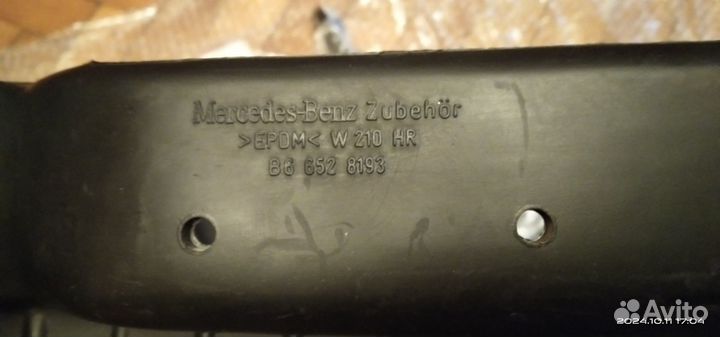 Mercedes-Benz Zubehör
>EPDM< W 210 HR
B6 652 8193
Avito
2024.10.11 17:04